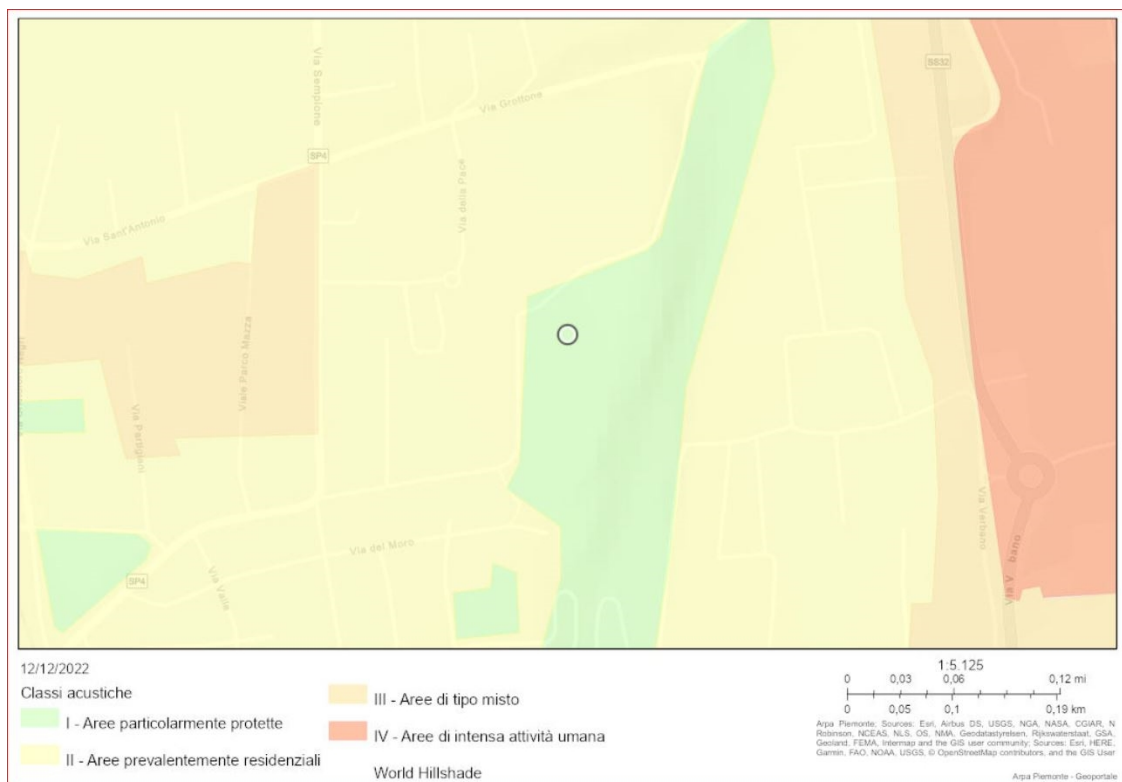 Via Sempione
Via Grottone
SS32
SP4
Via delle Pace
Via Sant'Antonio
Viale Parco Mazza
Via Partigiani
Via del Moro
Via Valle
SP4
Via Verbano
Via V bano
12/12/2022
Classi acustiche
I - Aree particolarmente protette
II - Aree prevalentemente residenziali
III - Aree di tipo misto
IV - Aree di intensa attività umana
World Hillshade
1:5.125
0 0,03 0,06 0,12 mi
0 0,05 0,1 0,19 km
Arpa Piemonte; Sources: Esri, Airbus DS, USGS, NGA, NASA, CGIAR, N
Robinson, NCEAS, NLS, OS, NMA, Geodatastyrelsen, Rijkswaterstaat, GSA,
Geoland, FEMA, Intermap and the GIS user community; Sources: Esri, HERE,
Garmin, FAO, NOAA, USGS, © OpenStreetMap contributors, and the GIS User
Arpa Piemonte - Geoportale